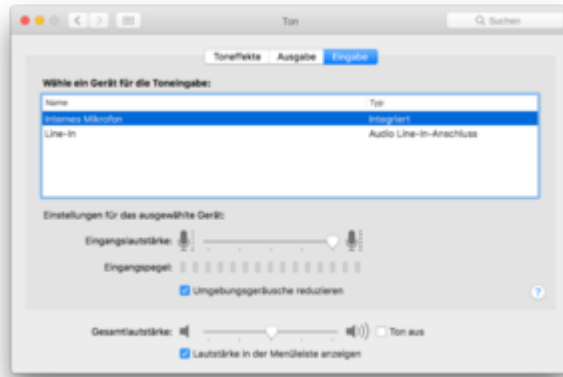 Ton
Suchen
Toneffekte Ausgabe Eingabe
Wähle ein Gerät für die Toneingabe:
Name Typ
Internes Mikrofon Integriert
Line-In Audio Line-In-Anschluss
Einstellungen für das ausgewählte Gerät:
Eingangslautstärke:
Eingangspegel:
Umgebungsgeräusche reduzieren
?
Gesamtlautstärke: Ton aus
Lautstärke in der Menüleiste anzeigen